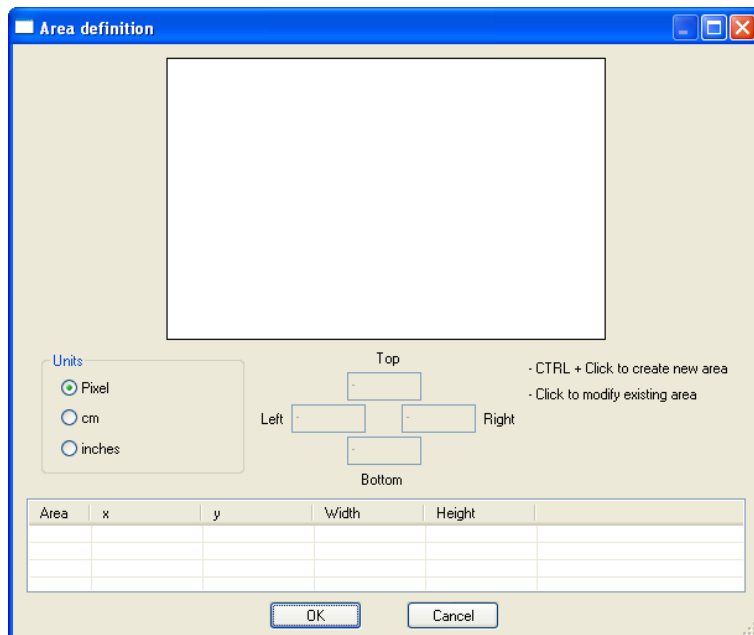 Area definition
Units
Pixel
cm
inches
Top
-
Left - - Right
-
Bottom
- CTRL + Click to create new area
- Click to modify existing area
Area x y Width Height
OK Cancel